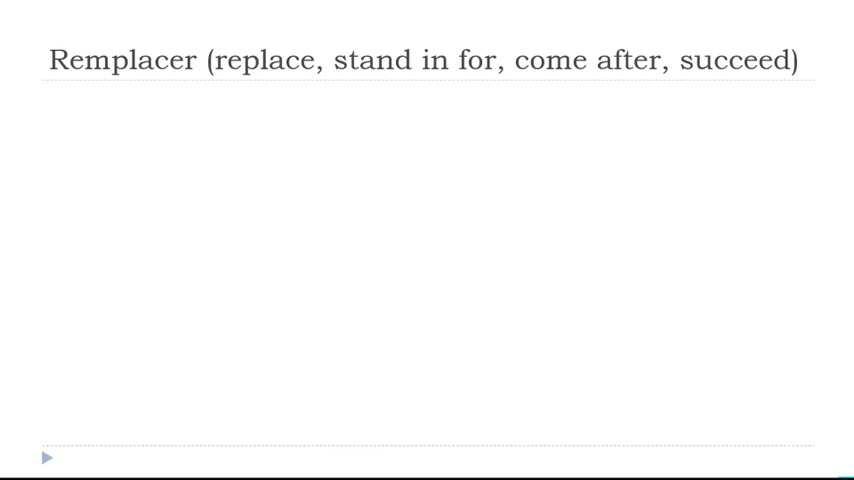 Remplacer (replace, stand in for, come after, succeed)